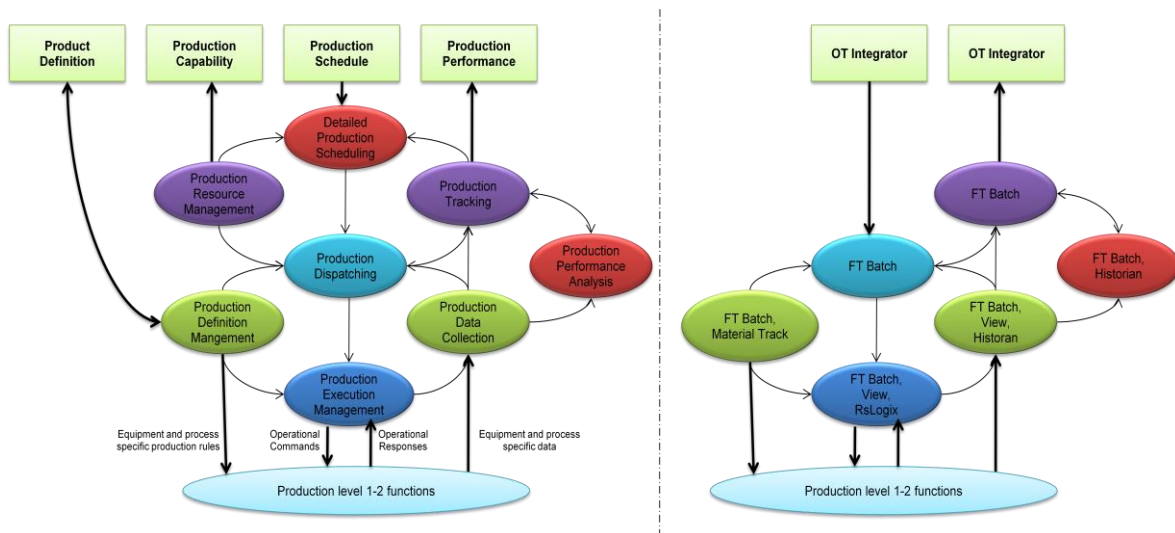 Product
Definition
Production
Capability
Production
Schedule
Production
Performance
Detailed
Production
Scheduling
Production
Resource
Management
Production
Tracking
Production
Dispatching
Production
Performance
Analysis
Production
Definition
Mangement
Production
Data
Collection
Production
Execution
Management
Equipment and process
specific production rules
Operational
Commands
Operational
Responses
Equipment and process
specific data
Production level 1-2 functions
OT Integrator
OT Integrator
FT Batch
FT Batch
FT Batch,
Historian
FT Batch,
Material Track
FT Batch,
View,
Historan
FT Batch,
View,
RsLogix
Production level 1-2 functions